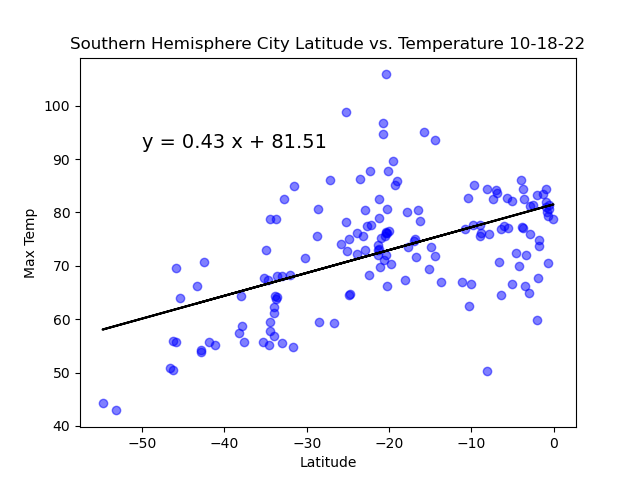 Southern Hemisphere City Latitude vs. Temperature 10-18-22
y = 0.43 x + 81.51
Max Temp
100
90
80
70
60
50
40
−50 −40 −30 −20 −10 0
Latitude